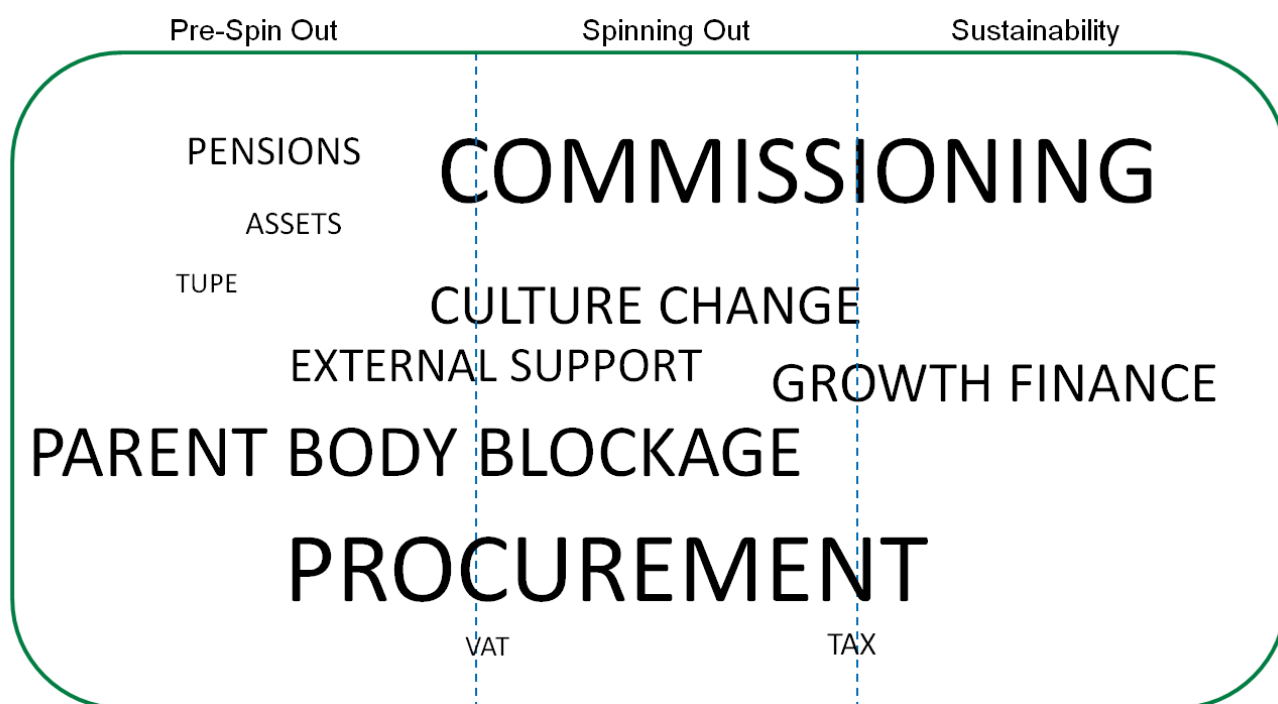 Pre-Spin Out Spinning Out Sustainability
PENSIONS
COMMISSIONING
ASSETS
TUPE
CULTURE CHANGE
EXTERNAL SUPPORT
GROWTH FINANCE
PARENT BODY BLOCKAGE
PROCUREMENT
VAT TAX